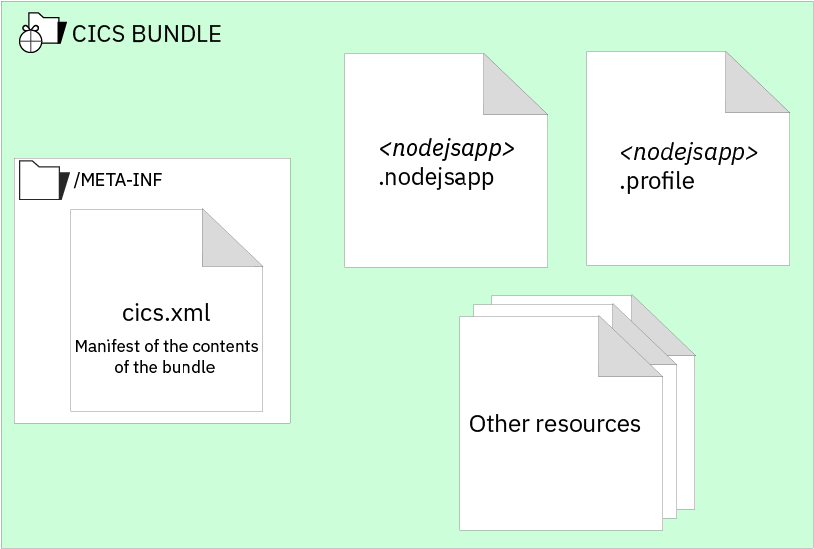 CICS BUNDLE
/META-INF
cics.xml
Manifest of the contents
of the bundle
<nodejsapp>
.nodejsapp
<nodejsapp>
.profile
Other resources